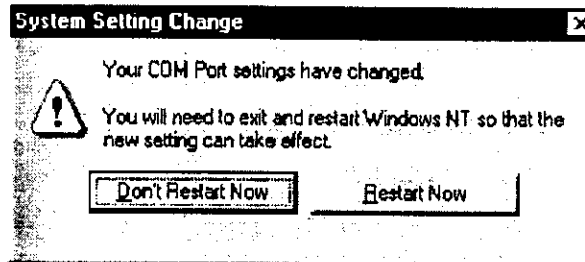 System Setting Change
Your COM Port settings have changed.
You will need to exit and restart Windows NT so that the
new setting can take effect.
Don't Restart Now
Restart Now